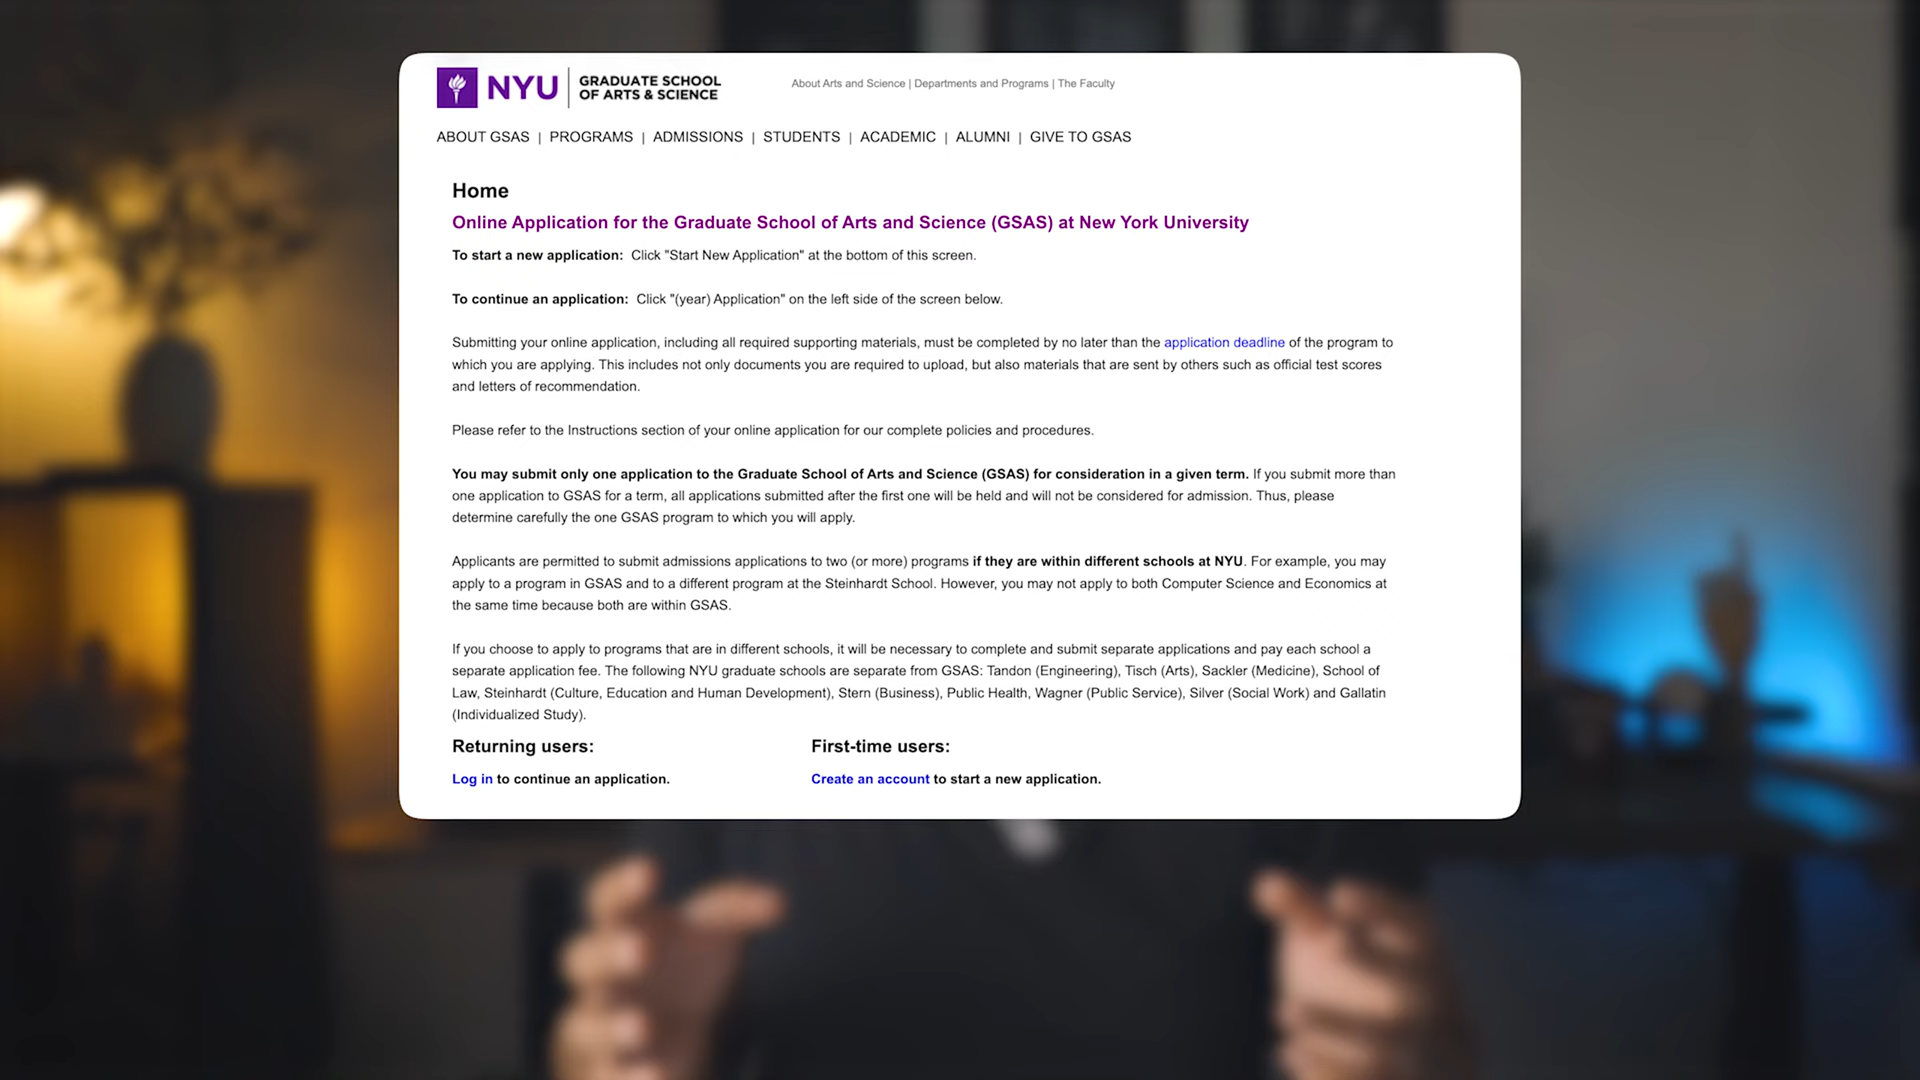 NYU
GRADUATE SCHOOL
OF ARTS & SCIENCE
About Arts and Science | Departments and Programs | The Faculty
ABOUT GSAS | PROGRAMS | ADMISSIONS | STUDENTS | ACADEMIC | ALUMNI | GIVE TO GSAS
Home
Online Application for the Graduate School of Arts and Science (GSAS) at New York University
To start a new application: Click "Start New Application" at the bottom of this screen.
To continue an application: Click "(year) Application" on the left side of the screen below.
Submitting your online application, including all required supporting materials, must be completed by no later than the application deadline of the program to
which you are applying. This includes not only documents you are required to upload, but also materials that are sent by others such as official test scores
and letters of recommendation.
Please refer to the Instructions section of your online application for our complete policies and procedures.
You may submit only one application to the Graduate School of Arts and Science (GSAS) for consideration in a given term. If you submit more than
one application to GSAS for a term, all applications submitted after the first one will be held and will not be considered for admission. Thus, please
determine carefully the one GSAS program to which you will apply.
Applicants are permitted to submit admissions applications to two (or more) programs if they are within different schools at NYU. For example, you may
apply to a program in GSAS and to a different program at the Steinhardt School. However, you may not apply to both Computer Science and Economics at
the same time because both are within GSAS.
If you choose to apply to programs that are in different schools, it will be necessary to complete and submit separate applications and pay each school a
separate application fee. The following NYU graduate schools are separate from GSAS: Tandon (Engineering), Tisch (Arts), Sackler (Medicine), School of
Law, Steinhardt (Culture, Education and Human Development), Stern (Business), Public Health, Wagner (Public Service), Silver (Social Work) and Gallatin
(Individualized Study).
Returning users: First-time users:
Log in to continue an application. Create an account to start a new application.